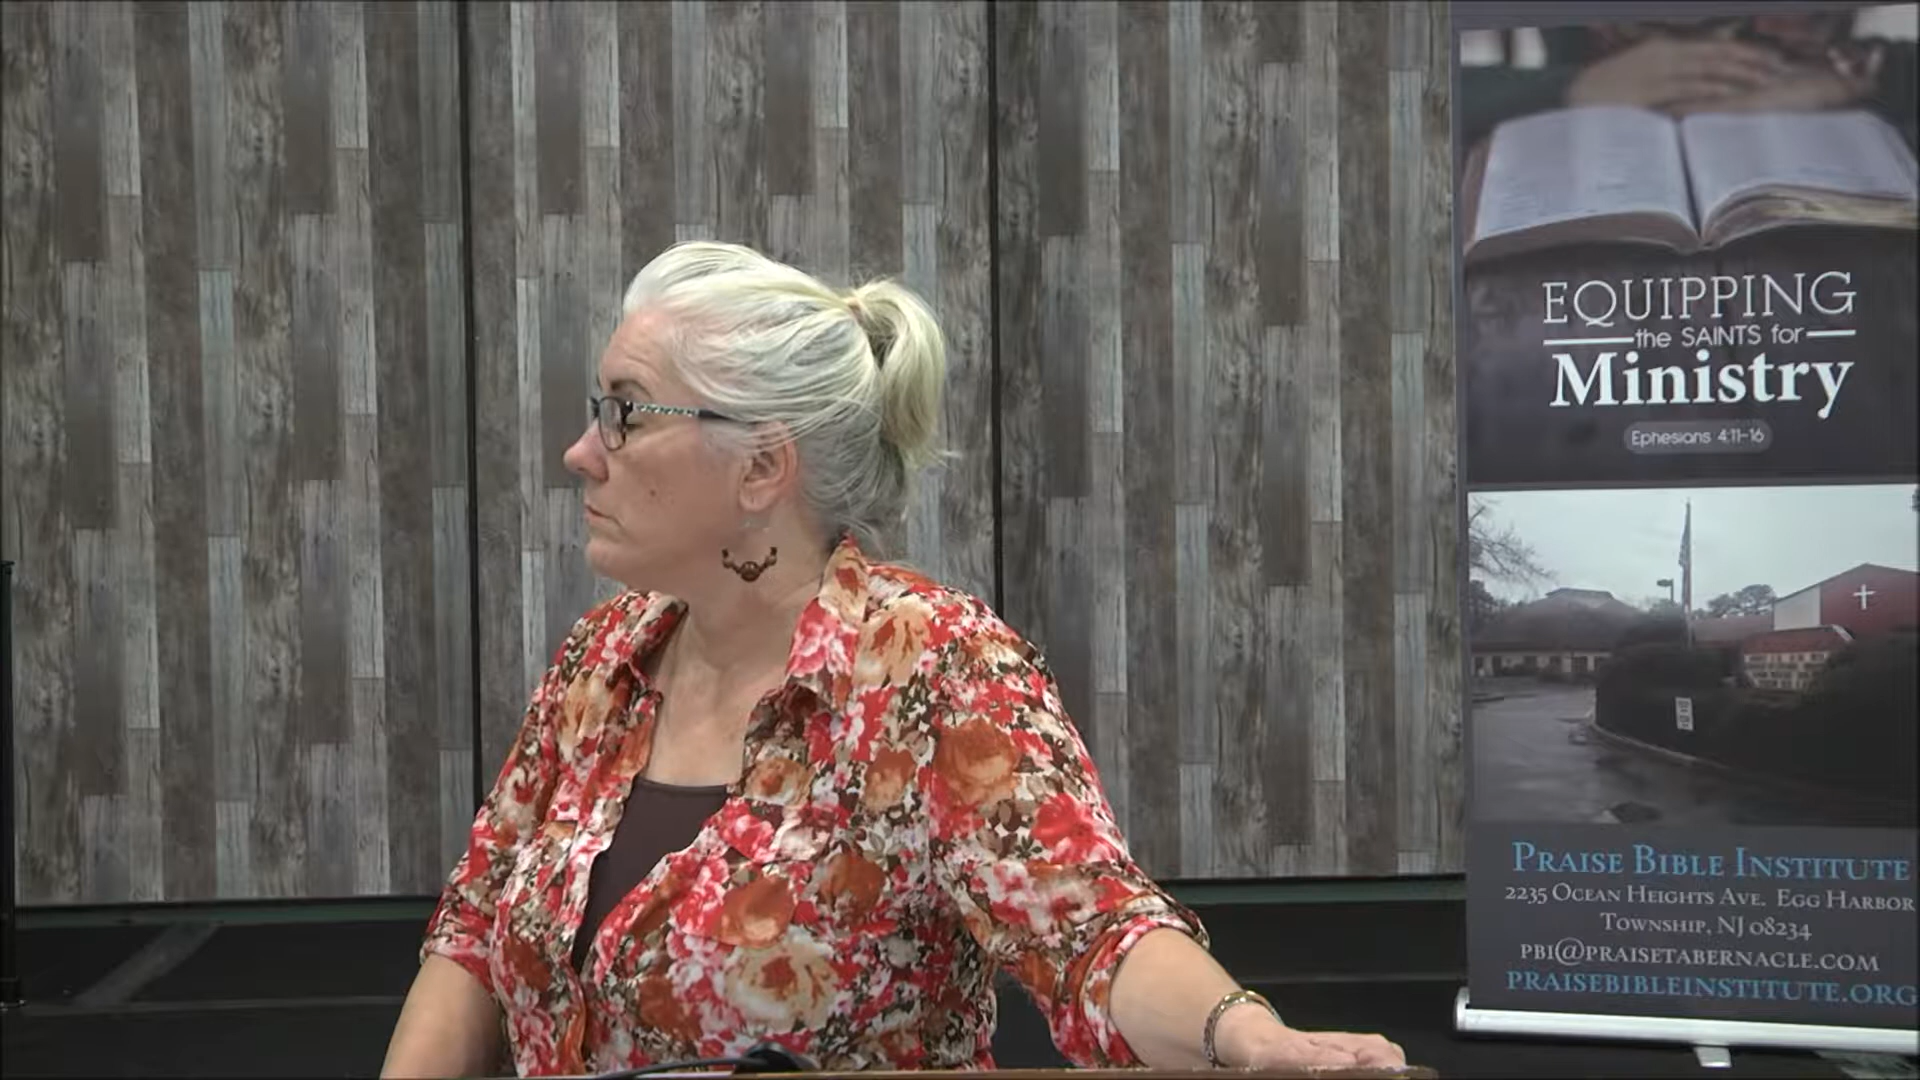 EQUIPPING
the SAINTS for
Ministry
Ephesians 4:11-16
PRAISE BIBLE INSTITUTE
2235 OCEAN HEIGHTS AVE. EGG HARBOR
TOWNSHIP, NJ 08234
PBI@PRAISETABERNACLE.COM
PRAISEBIBLEINSTITUTE.ORG